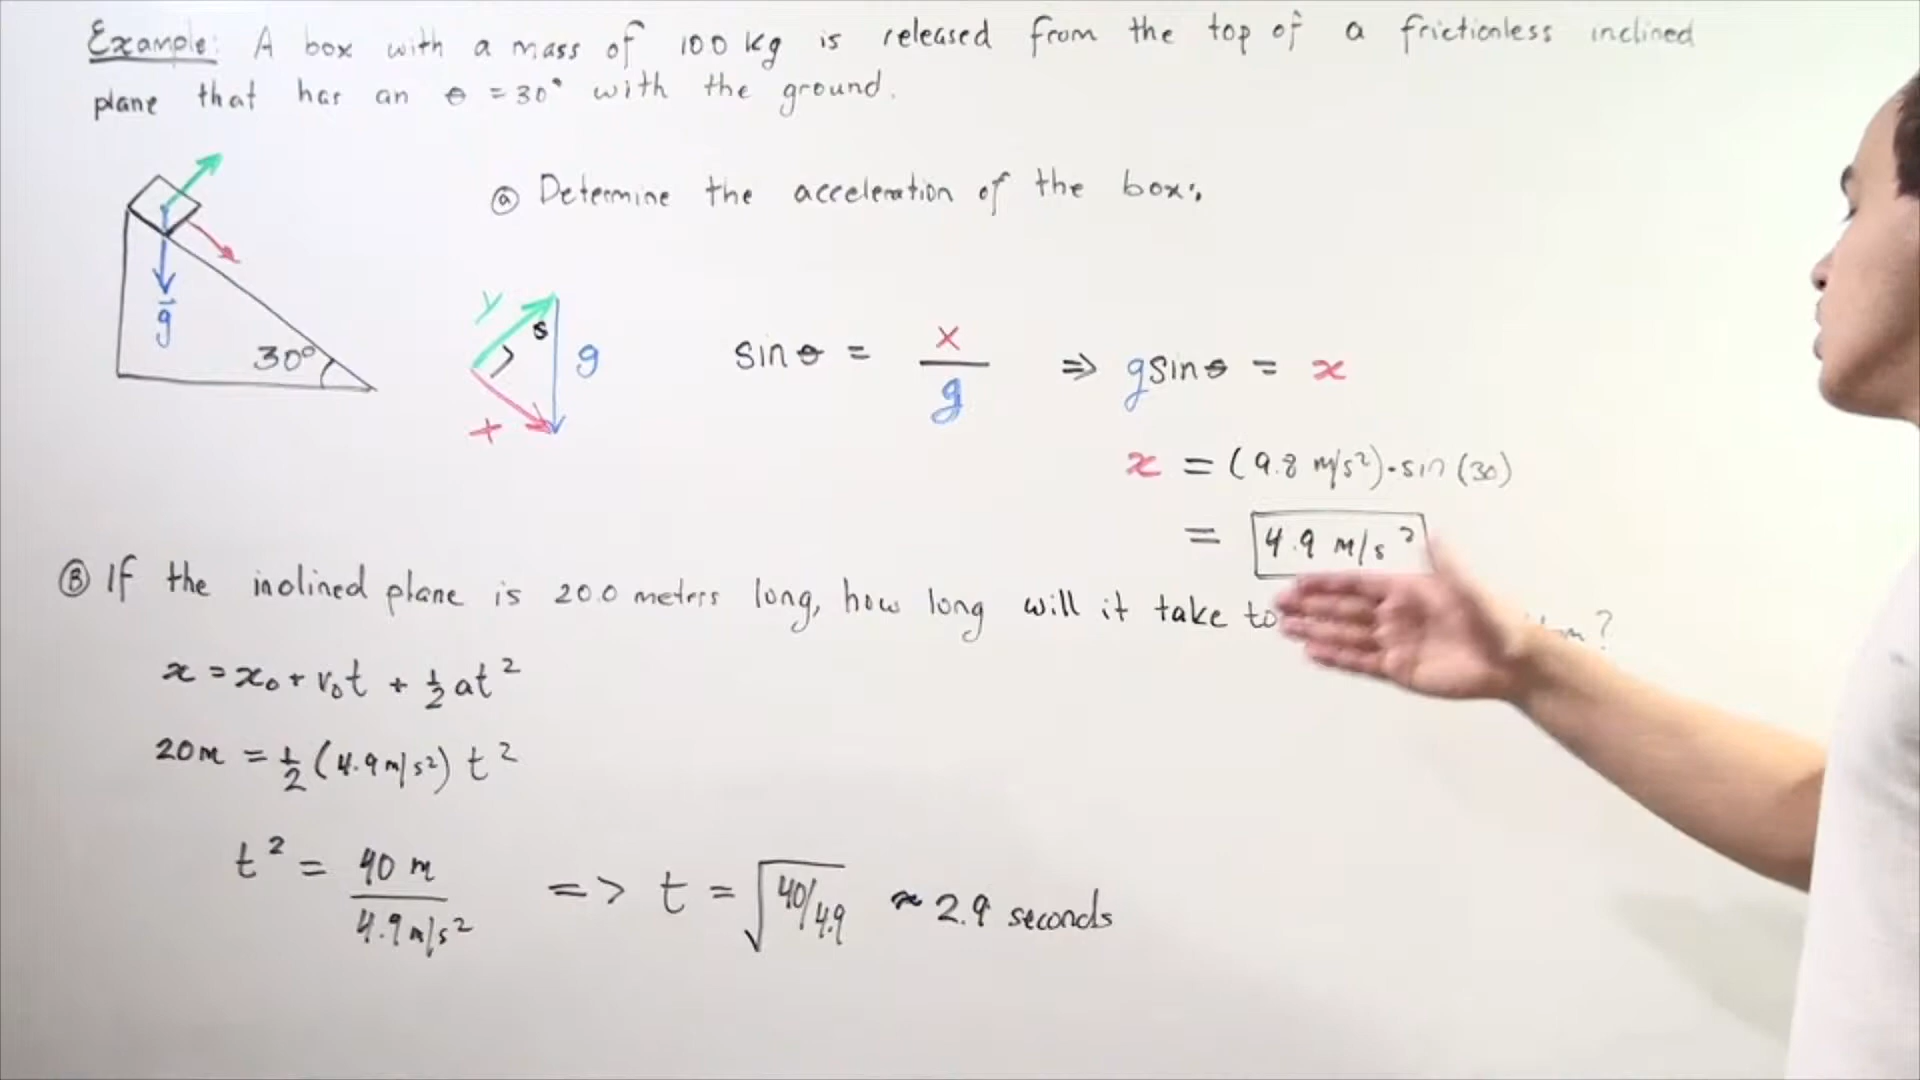 Example: A box with a mass of 10.0 kg is released from the top of a frictionless inclined
plane that has an θ = 30° with the ground.
ⓐ Determine the acceleration of the box:
g
30°
y
s
g
x
sin θ = x/g ⇒ g sin θ = x
x = (9.8 m/s²)·sin(30)
= 4.9 m/s²
Ⓑ If the inclined plane is 20.0 meters long, how long will it take to ?
x = x₀ + v₀t + ½at²
20m = ½(4.9 m/s²) t²
t² = 40 m / 4.9 m/s² => t = √40/4.9 ≈ 2.9 seconds